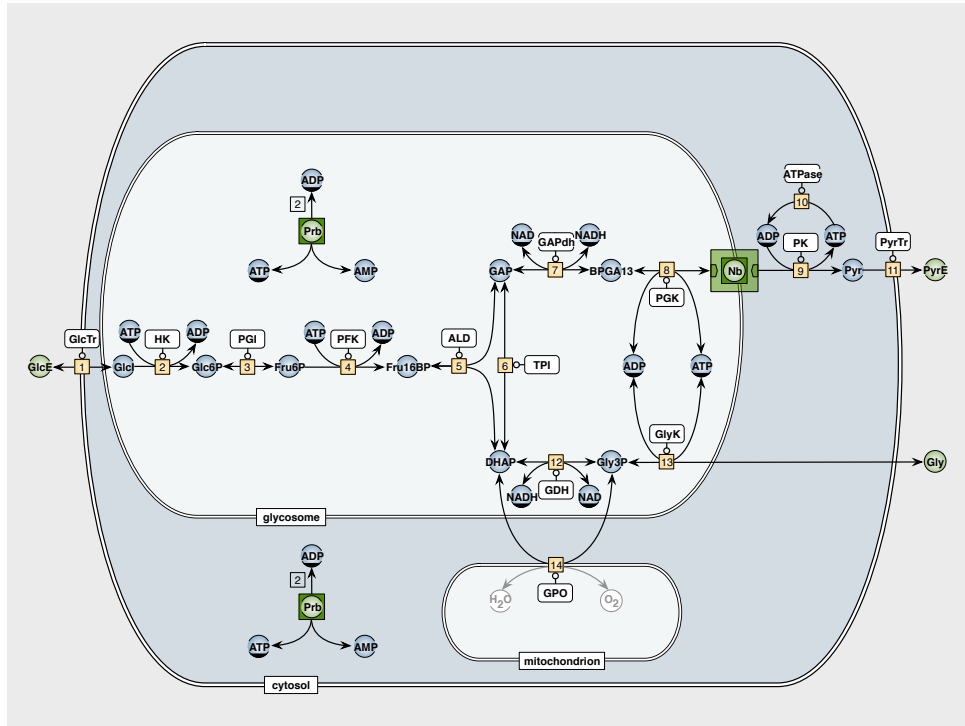 ATPase
10
ADP
ATP
PK
9
PyrTr
11
Pyr
PyrE
ADP
2
Prb
ATP
AMP
NAD
NADH
GAPdh
7
GAP
BPGA13
8
PGK
Nb
GlcTr
1
GlcE
GlcI
ATP
HK
ADP
2
Glc6P
PGI
3
Fru6P
ATP
PFK
ADP
4
Fru16BP
ALD
5
6
TPI
ADP
ATP
GlyK
13
DHAP
12
Gly3P
Gly
NADH
GDH
NAD
glycosome
ADP
2
Prb
ATP
AMP
14
GPO
H2O
O2
mitochondrion
cytosol